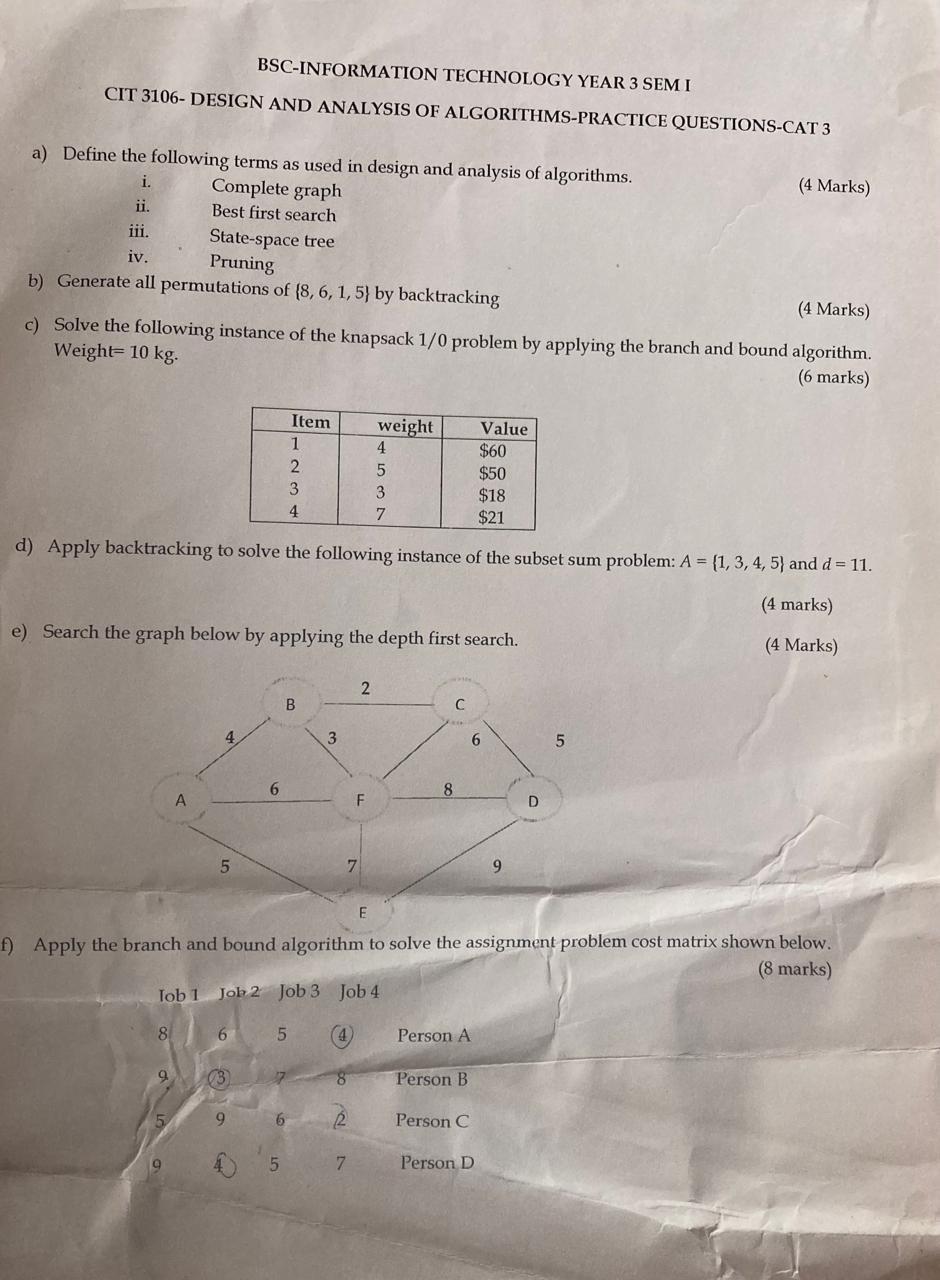 BSC-INFORMATION TECHNOLOGY YEAR 3 SEM I
CIT 3106- DESIGN AND ANALYSIS OF ALGORITHMS-PRACTICE QUESTIONS-CAT 3
a) Define the following terms as used in design and analysis of algorithms. (4 Marks)
i. Complete graph
ii. Best first search
iii. State-space tree
iv. Pruning
b) Generate all permutations of {8, 6, 1, 5} by backtracking (4 Marks)
c) Solve the following instance of the knapsack 1/0 problem by applying the branch and bound algorithm.
Weight= 10 kg. (6 marks)
Item weight Value
1 4 $60
2 5 $50
3 3 $18
4 7 $21
d) Apply backtracking to solve the following instance of the subset sum problem: A = {1, 3, 4, 5} and d = 11.
(4 marks)
e) Search the graph below by applying the depth first search. (4 Marks)
2
B C
4 3 6 5
6 8
A F D
5 7 9
E
f) Apply the branch and bound algorithm to solve the assignment problem cost matrix shown below.
(8 marks)
Job 1 Job 2 Job 3 Job 4
8 6 5 4 Person A
9 3 7 8 Person B
5 9 6 2 Person C
9 4 5 7 Person D